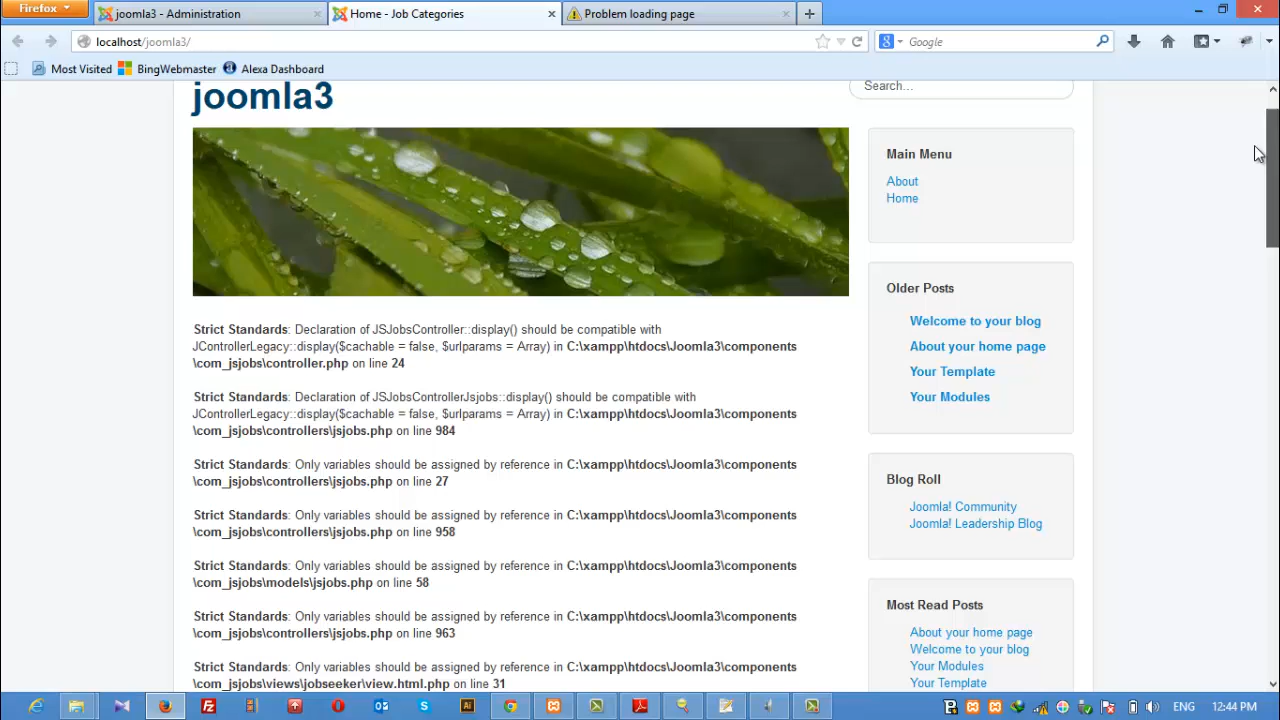 Firefox
joomla3 - Administration
Home - Job Categories
Problem loading page
localhost/joomla3/
Google
Most Visited
BingWebmaster
Alexa Dashboard
joomla3
Search...
Strict Standards: Declaration of JSJobsController::display() should be compatible with
JControllerLegacy::display($cachable = false, $urlparams = Array) in C:\xampp\htdocs\Joomla3\components
\com_jsjobs\controller.php on line 24
Strict Standards: Declaration of JSJobsControllerJsjobs::display() should be compatible with
JControllerLegacy::display($cachable = false, $urlparams = Array) in C:\xampp\htdocs\Joomla3\components
\com_jsjobs\controllers\jsjobs.php on line 984
Strict Standards: Only variables should be assigned by reference in C:\xampp\htdocs\Joomla3\components
\com_jsjobs\controllers\jsjobs.php on line 27
Strict Standards: Only variables should be assigned by reference in C:\xampp\htdocs\Joomla3\components
\com_jsjobs\controllers\jsjobs.php on line 958
Strict Standards: Only variables should be assigned by reference in C:\xampp\htdocs\Joomla3\components
\com_jsjobs\models\jsjobs.php on line 58
Strict Standards: Only variables should be assigned by reference in C:\xampp\htdocs\Joomla3\components
\com_jsjobs\controllers\jsjobs.php on line 963
Strict Standards: Only variables should be assigned by reference in C:\xampp\htdocs\Joomla3\components
\com_jsjobs\views\jobseeker\view.html.php on line 31
Main Menu
About
Home
Older Posts
Welcome to your blog
About your home page
Your Template
Your Modules
Blog Roll
Joomla! Community
Joomla! Leadership Blog
Most Read Posts
About your home page
Welcome to your blog
Your Modules
Your Template
Ai
ENG
12:44 PM